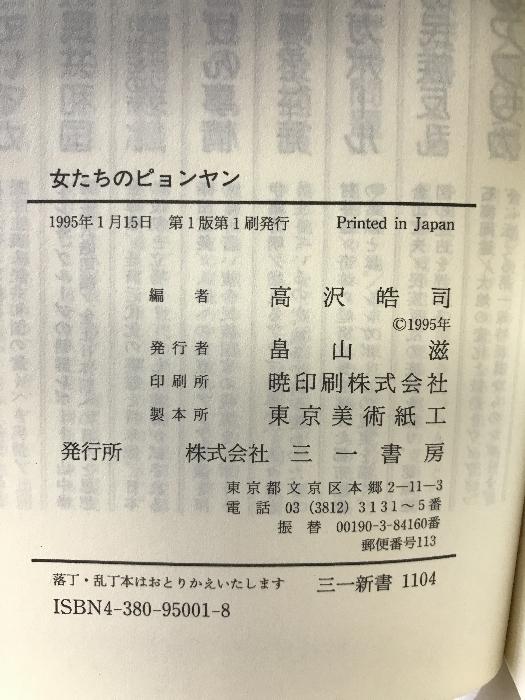 女たちのピョンヤン
1995年1月15日 第1版第1刷発行 Printed in Japan
編者 高沢皓司
©1995年
発行者 畠山滋
印刷所 暁印刷株式会社
製本所 東京美術紙工
発行所 株式会社 三一書房
東京都文京区本郷2-11-3
電話 03 (3812) 3131〜5番
振替 00190-3-84160番
郵便番号113
落丁・乱丁本はおとりかえいたします 三一新書 1104
ISBN4-380-95001-8